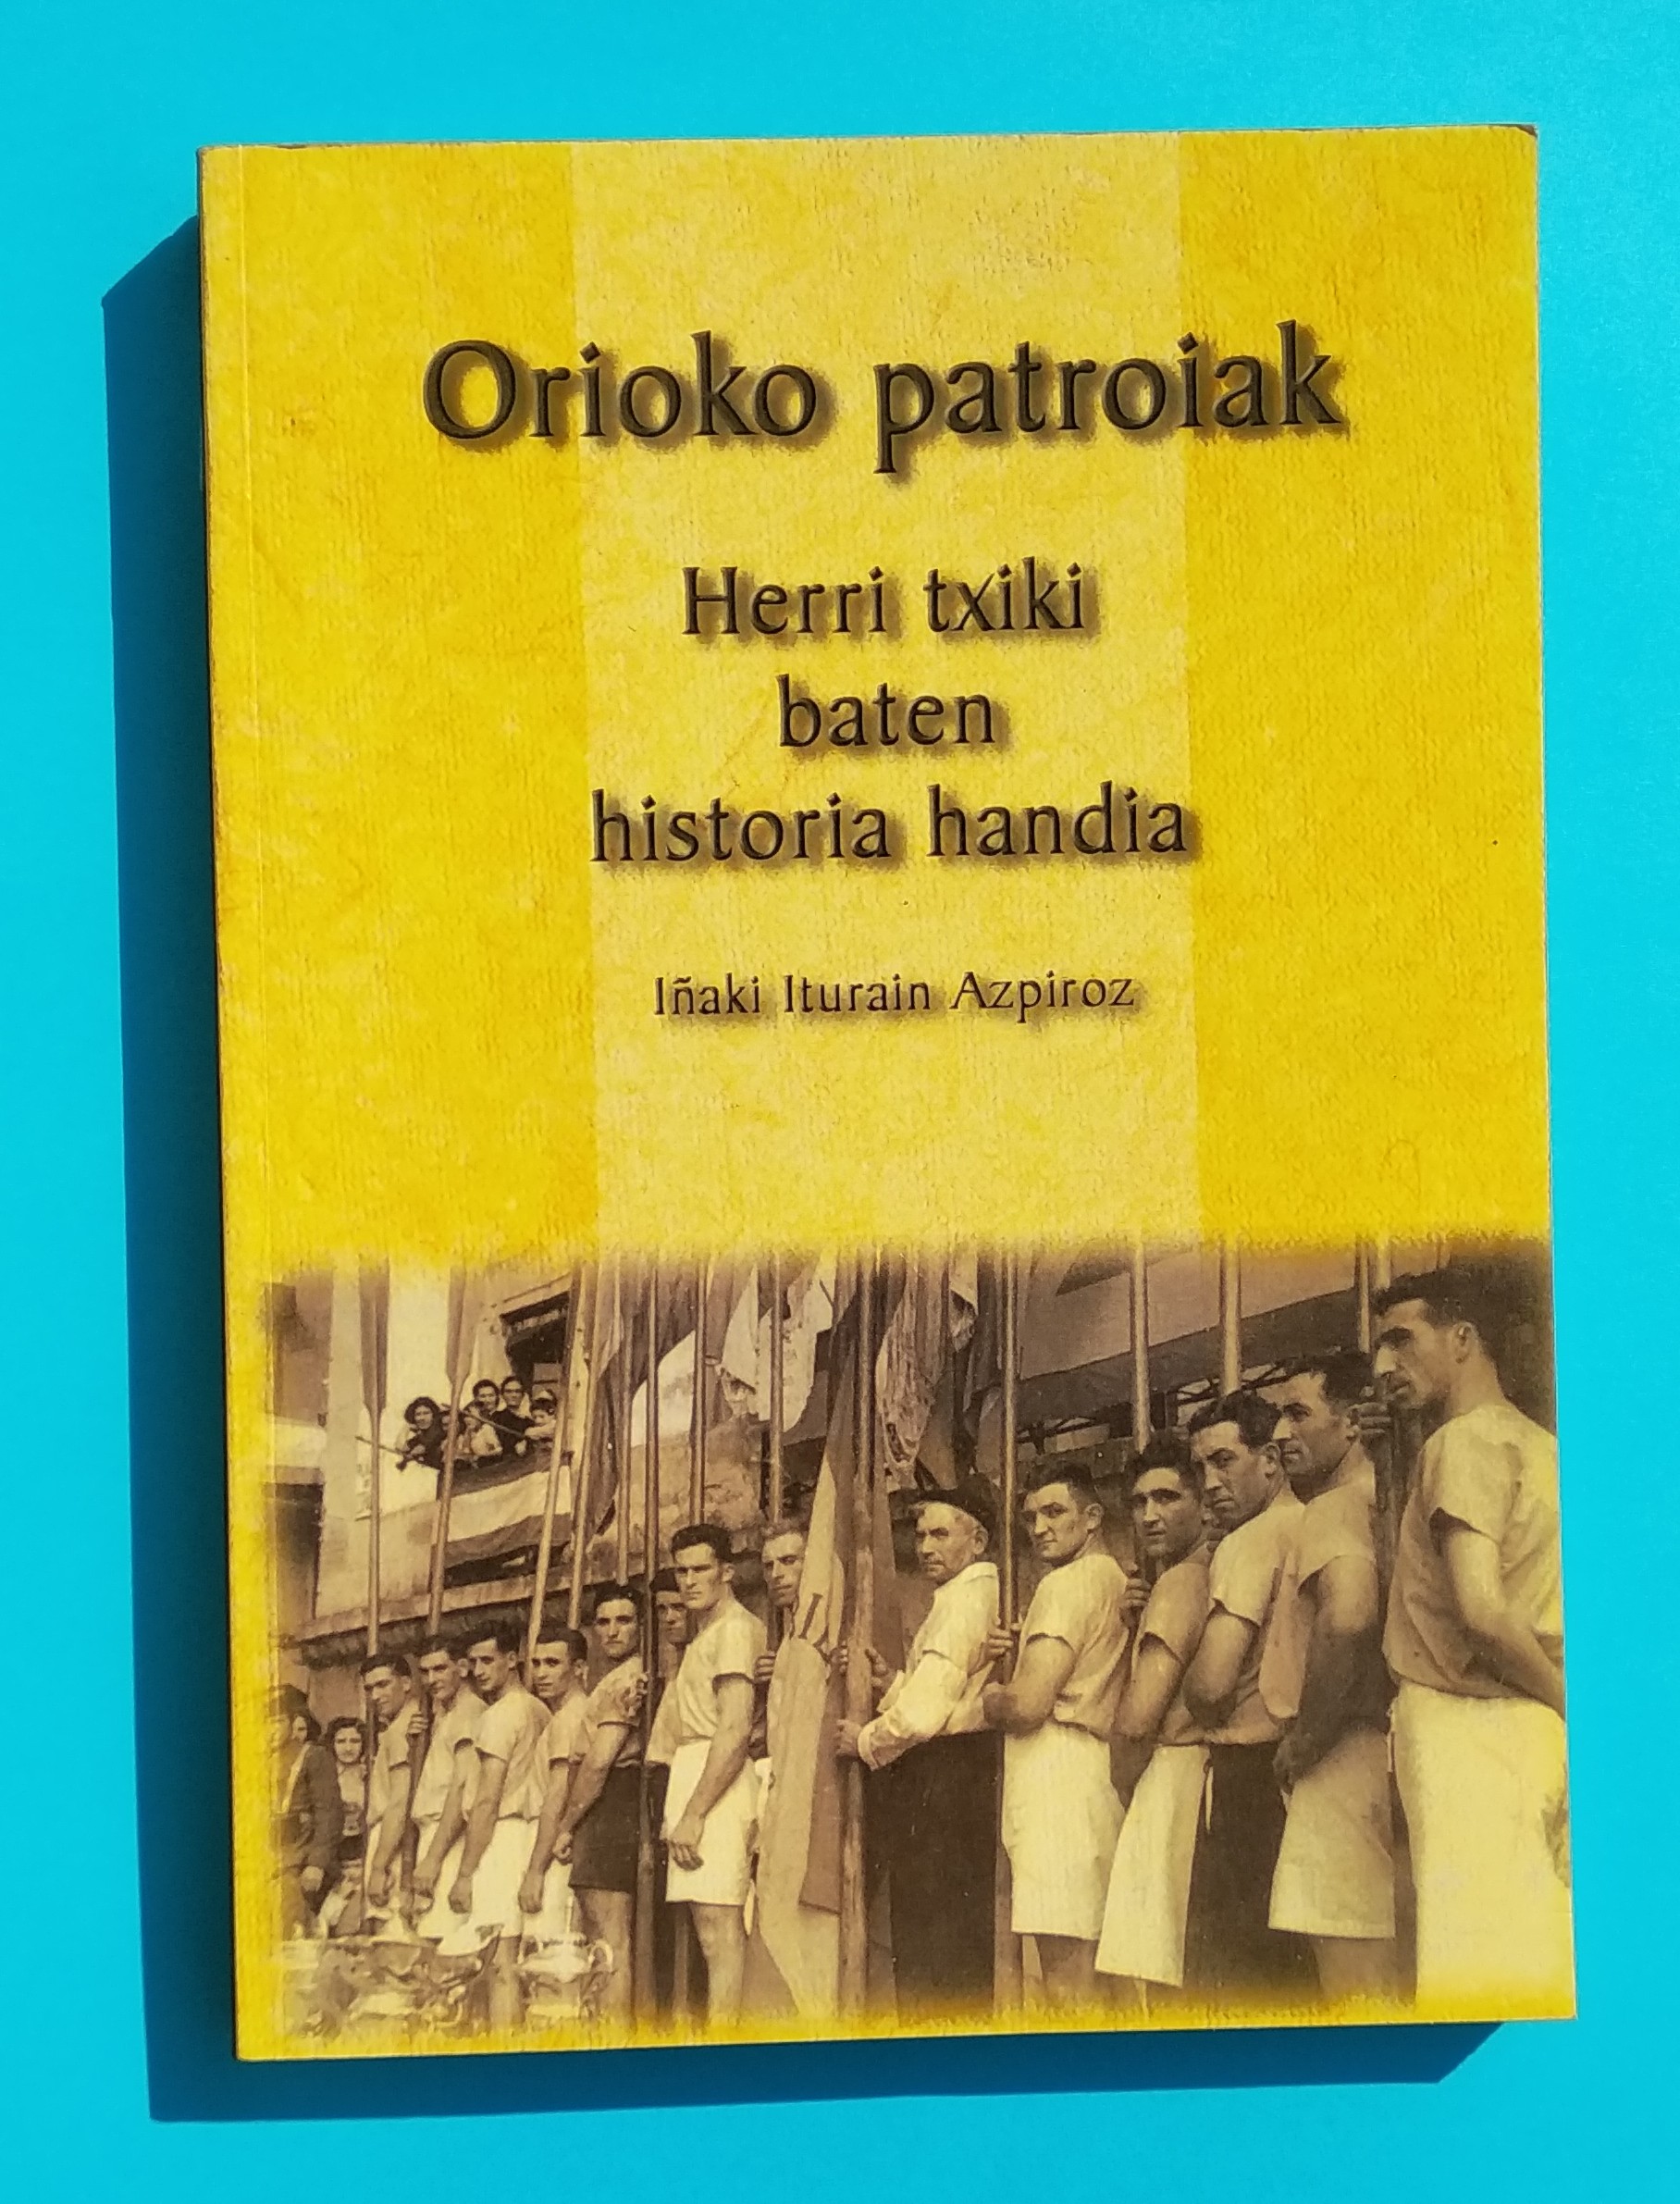 Orioko patroiak
Herri txiki
baten
historia handia
Iñaki Iturain Azpiroz